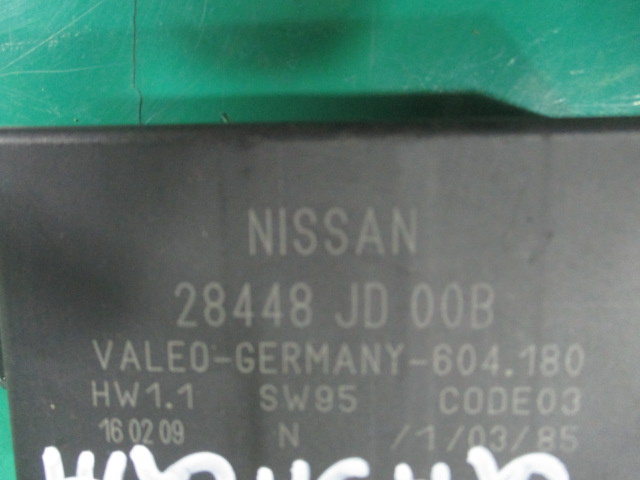 NISSAN
28448 JD 00B
VALEO-GERMANY-604.180
HW1.1 SW95 CODE03
16 02 09 N /1/03/85